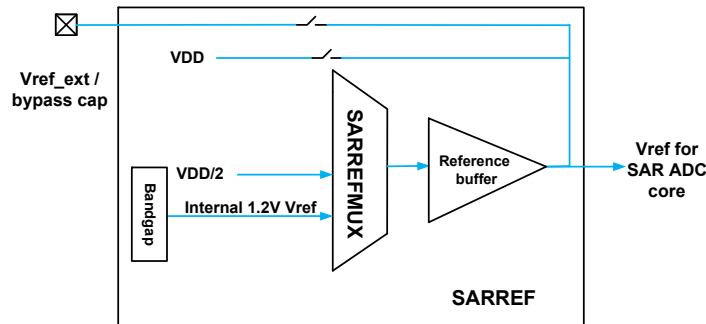 Vref_ext /
bypass cap
VDD
SARREFMUX
VDD/2
Internal 1.2V Vref
Bandgap
Reference
buffer
Vref for
SAR ADC
core
SARREF